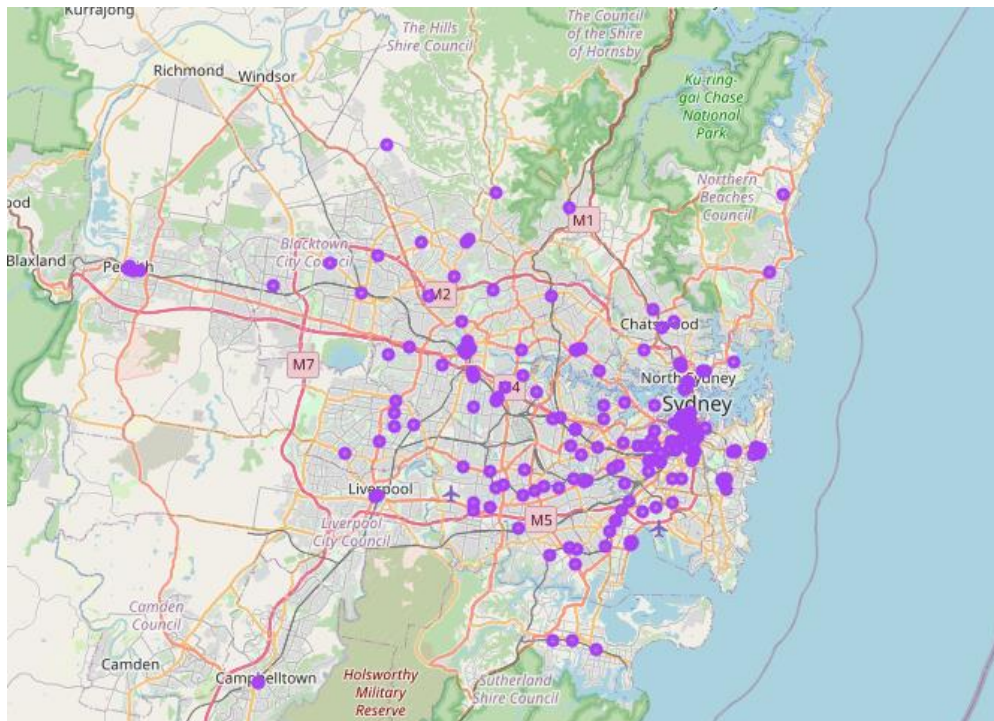 Kurrajong
The Hills
Shire Council
The Council
of the Shire
of Hornsby
Richmond
Windsor
Ku-ring-
gai Chase
National
Park
Northern
Beaches
Council
M1
Blacktown
City Council
Blaxland
M2
Chatswood
M7
North Sydney
Sydney
Liverpool
M5
Liverpool
City Council
Camden
Council
Camden
Campbelltown
Holsworthy
Military
Reserve
Sutherland
Shire Council